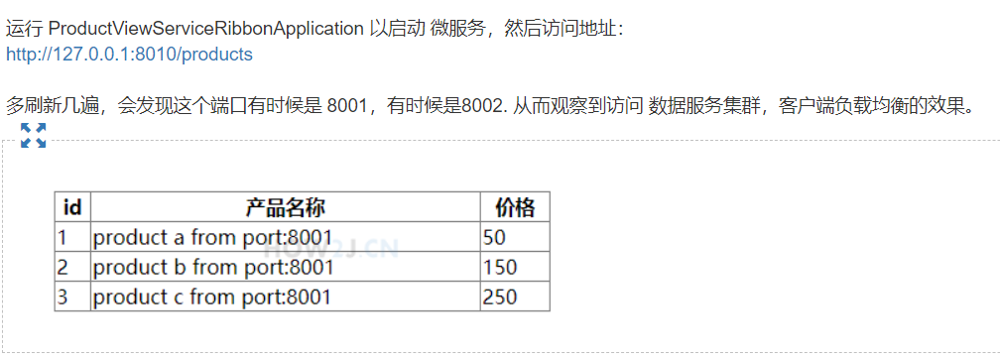 运行 ProductViewServiceRibbonApplication 以启动 微服务，然后访问地址：
http://127.0.0.1:8010/products
多刷新几遍，会发现这个端口有时候是 8001，有时候是8002. 从而观察到访问 数据服务集群，客户端负载均衡的效果。
id 产品名称 价格
1 product a from port:8001 50
HOW2J.CN
2 product b from port:8001 150
3 product c from port:8001 250